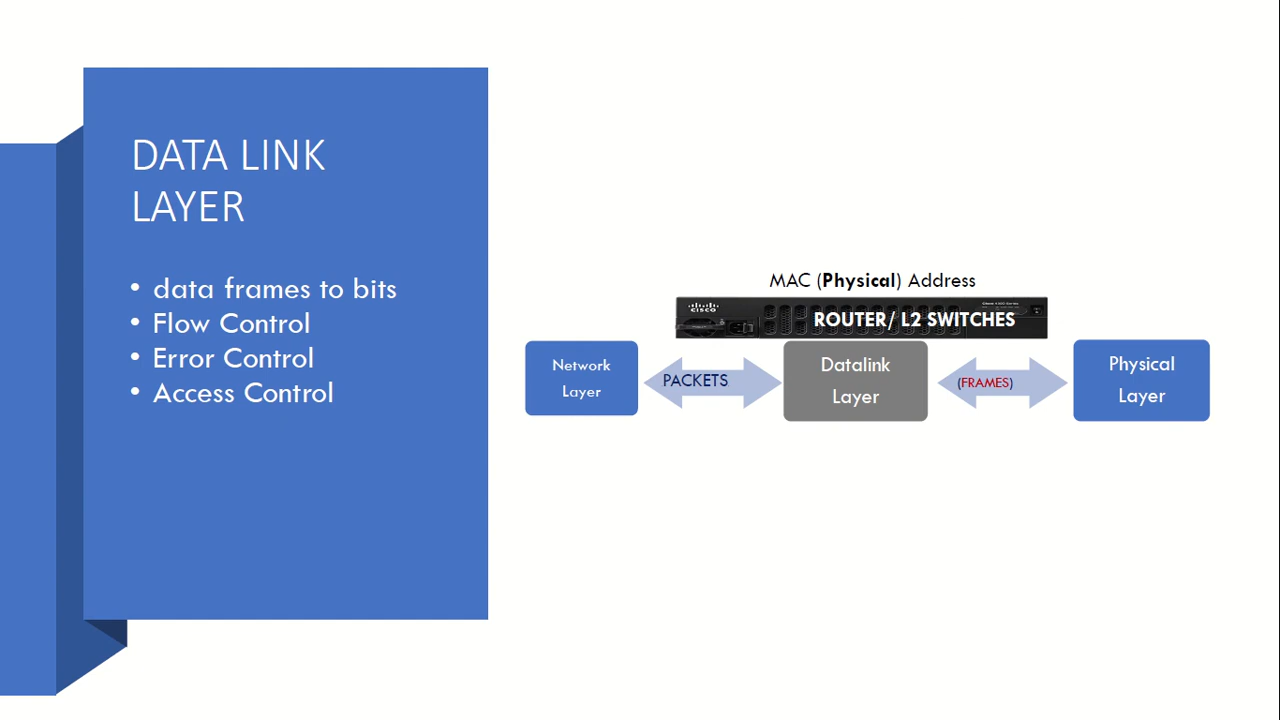 DATA LINK
LAYER
• data frames to bits
• Flow Control
• Error Control
• Access Control
MAC (Physical) Address
CISCO
ROUTER/ L2 SWITCHES
Network
Layer
PACKETS
Datalink
Layer
(FRAMES)
Physical
Layer